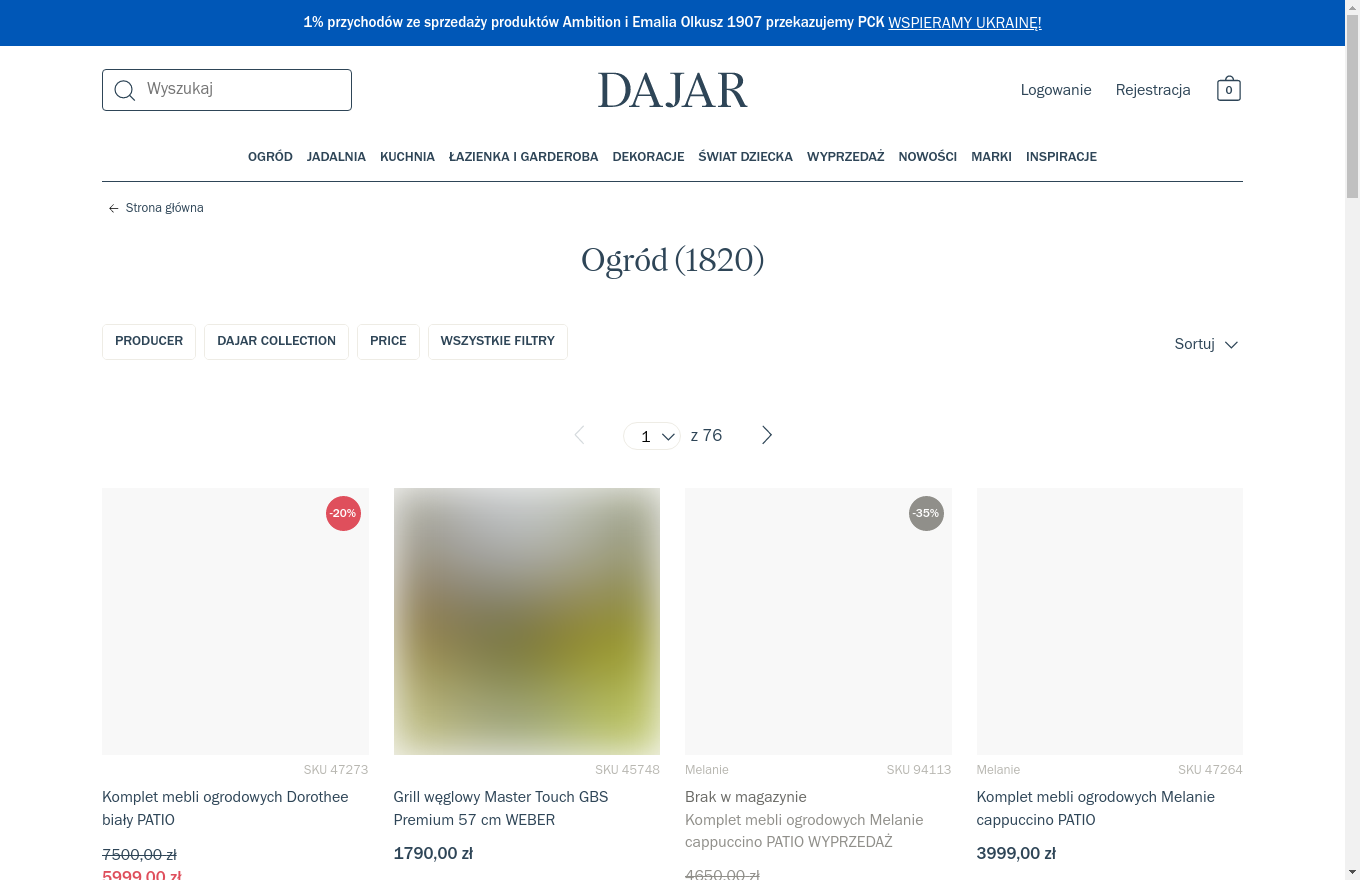 1% przychodów ze sprzedaży produktów Ambition i Emalia Olkusz 1907 przekazujemy PCK WSPIERAMY UKRAINĘ!
Wyszukaj
DAJAR
Logowanie
Rejestracja
0
OGRÓD JADALNIA KUCHNIA ŁAZIENKA I GARDEROBA DEKORACJE ŚWIAT DZIECKA WYPRZEDAŻ NOWOŚCI MARKI INSPIRACJE
Strona główna
Ogród (1820)
PRODUCER
DAJAR COLLECTION
PRICE
WSZYSTKIE FILTRY
Sortuj
1 z 76
-20%
SKU 47273
Komplet mebli ogrodowych Dorothee
biały PATIO
7500,00 zł
5999,00 zł
SKU 45748
Grill węglowy Master Touch GBS
Premium 57 cm WEBER
1790,00 zł
-35%
Melanie SKU 94113
Brak w magazynie
Komplet mebli ogrodowych Melanie
cappuccino PATIO WYPRZEDAŻ
4650,00 zł
Melanie SKU 47264
Komplet mebli ogrodowych Melanie
cappuccino PATIO
3999,00 zł